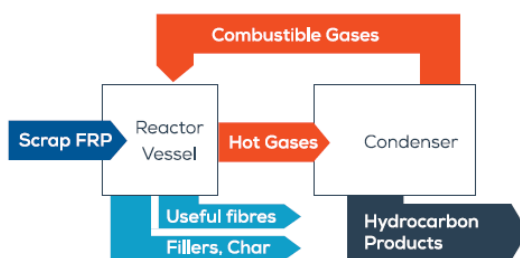 Combustible Gases
Scrap FRP
Reactor
Vessel
Hot Gases
Condenser
Useful fibres
Fillers, Char
Hydrocarbon
Products